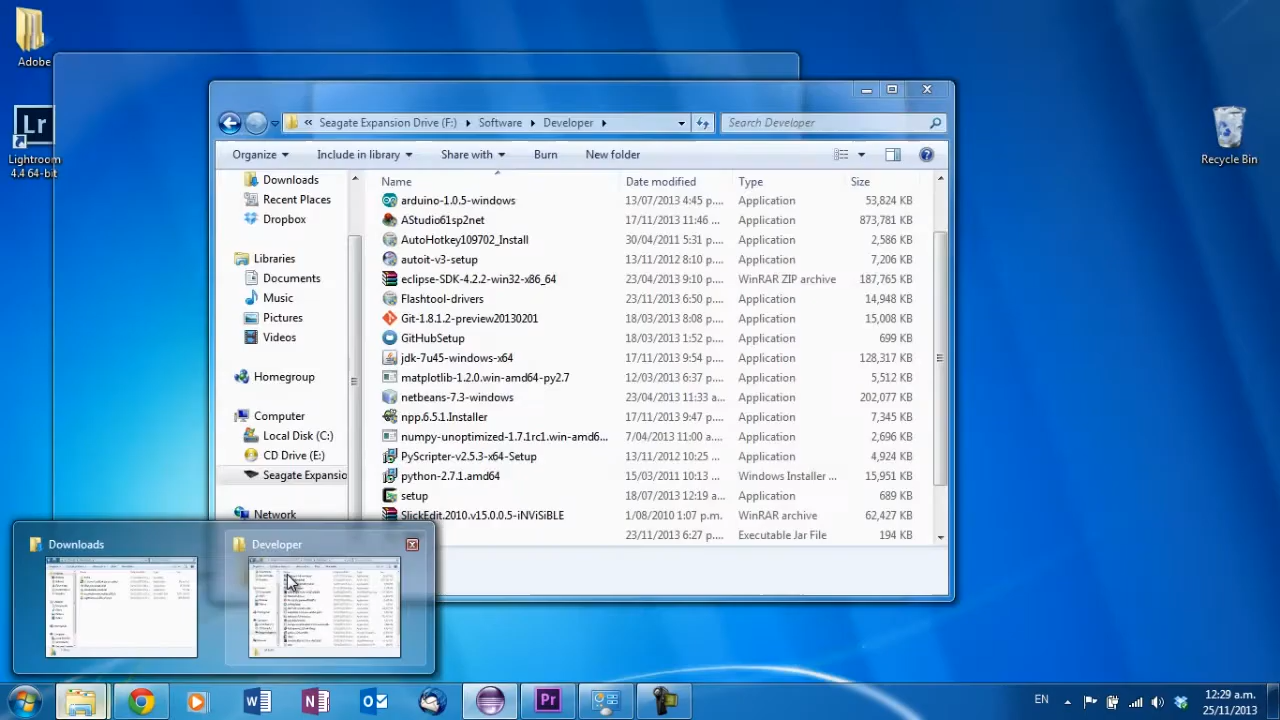 Adobe
Lr
Lightroom
4.4 64-bit
Recycle Bin
« Seagate Expansion Drive (F:) Software Developer
Search Developer
Organize Include in library Share with Burn New folder
Downloads
Recent Places
Dropbox
Libraries
Documents
Music
Pictures
Videos
Homegroup
Computer
Local Disk (C:)
CD Drive (E:)
Seagate Expansio
Network
Name Date modified Type Size
arduino-1.0.5-windows 13/07/2013 4:45 p.... Application 53,824 KB
AStudio61sp2net 17/11/2013 11:46 ... Application 873,781 KB
AutoHotkey109702_Install 30/04/2011 5:31 p.... Application 2,586 KB
autoit-v3-setup 13/11/2012 8:10 p.... Application 7,206 KB
eclipse-SDK-4.2.2-win32-x86_64 23/04/2013 9:10 p.... WinRAR ZIP archive 187,765 KB
Flashtool-drivers 23/11/2013 6:50 p.... Application 14,948 KB
Git-1.8.1.2-preview20130201 18/03/2013 8:08 p.... Application 15,008 KB
GitHubSetup 18/03/2013 1:52 p.... Application 699 KB
jdk-7u45-windows-x64 17/11/2013 9:54 p.... Application 128,317 KB
matplotlib-1.2.0.win-amd64-py2.7 12/03/2013 6:37 p.... Application 5,512 KB
netbeans-7.3-windows 23/04/2013 11:33 a... Application 202,077 KB
npp.6.5.1.Installer 17/11/2013 9:47 p.... Application 7,345 KB
numpy-unoptimized-1.7.1rc1.win-amd6... 7/04/2013 11:00 a... Application 2,696 KB
PyScripter-v2.5.3-x64-Setup 13/11/2012 10:25 ... Application 4,924 KB
python-2.7.1.amd64 15/03/2011 10:13 ... Windows Installer ... 15,951 KB
setup 18/07/2013 12:19 a... Application 689 KB
SlickEdit.2010.v15.0.0.5-iNViSiBLE 1/08/2010 1:07 p.m. WinRAR archive 62,427 KB
23/11/2013 6:27 p.... Executable Jar File 194 KB
Downloads
Developer
Pr
EN
12:29 a.m.
25/11/2013